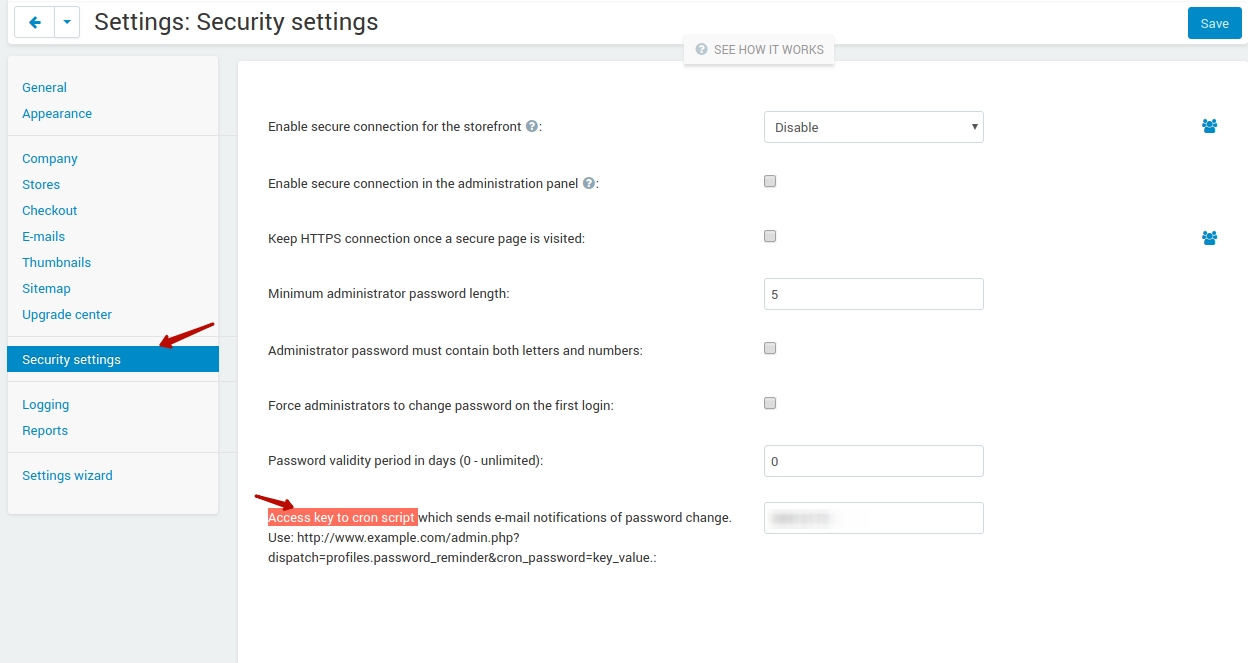 Settings: Security settings
Save
SEE HOW IT WORKS
General
Appearance
Company
Stores
Checkout
E-mails
Thumbnails
Sitemap
Upgrade center
Security settings
Logging
Reports
Settings wizard
Enable secure connection for the storefront ?:
Disable
Enable secure connection in the administration panel ?:
Keep HTTPS connection once a secure page is visited:
Minimum administrator password length:
5
Administrator password must contain both letters and numbers:
Force administrators to change password on the first login:
Password validity period in days (0 - unlimited):
0
Access key to cron script which sends e-mail notifications of password change.
Use: http://www.example.com/admin.php?
dispatch=profiles.password_reminder&cron_password=key_value.: